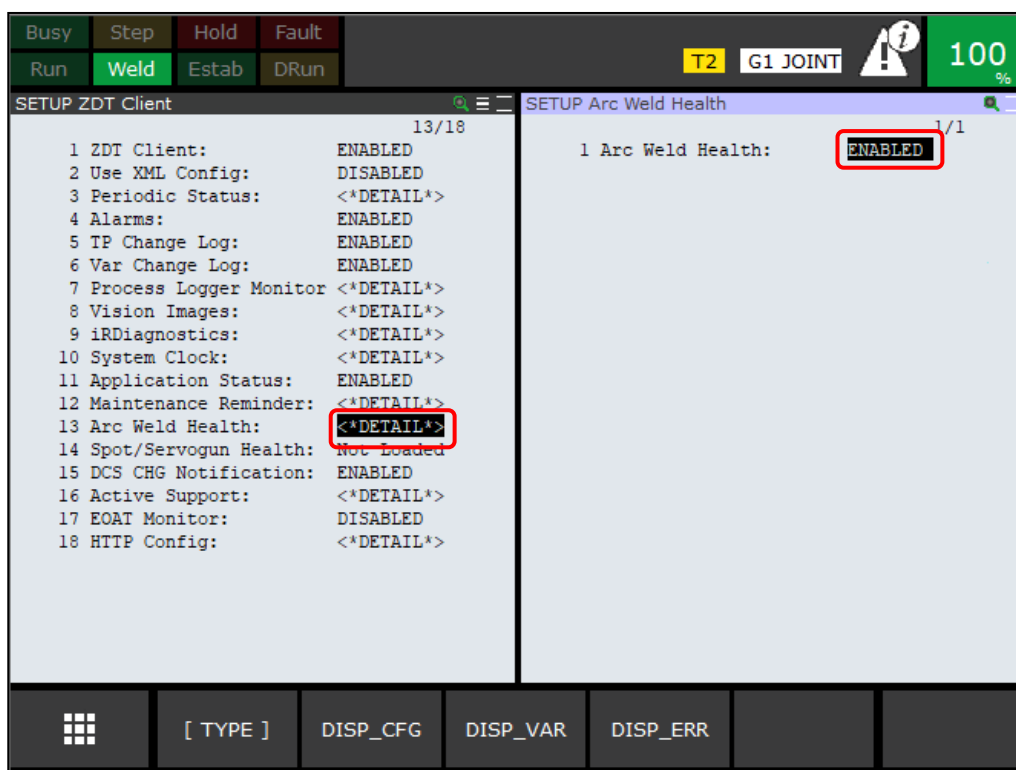 Busy Step Hold Fault
Run Weld Estab DRun
T2 G1 JOINT i 100 %
SETUP ZDT Client
13/18
1 ZDT Client: ENABLED
2 Use XML Config: DISABLED
3 Periodic Status: <*DETAIL*>
4 Alarms: ENABLED
5 TP Change Log: ENABLED
6 Var Change Log: ENABLED
7 Process Logger Monitor <*DETAIL*>
8 Vision Images: <*DETAIL*>
9 iRDiagnostics: <*DETAIL*>
10 System Clock: <*DETAIL*>
11 Application Status: ENABLED
12 Maintenance Reminder: <*DETAIL*>
13 Arc Weld Health: <*DETAIL*>
14 Spot/Servogun Health: Not Loaded
15 DCS CHG Notification: ENABLED
16 Active Support: <*DETAIL*>
17 EOAT Monitor: DISABLED
18 HTTP Config: <*DETAIL*>
SETUP Arc Weld Health
1/1
1 Arc Weld Health: ENABLED
[ TYPE ] DISP_CFG DISP_VAR DISP_ERR